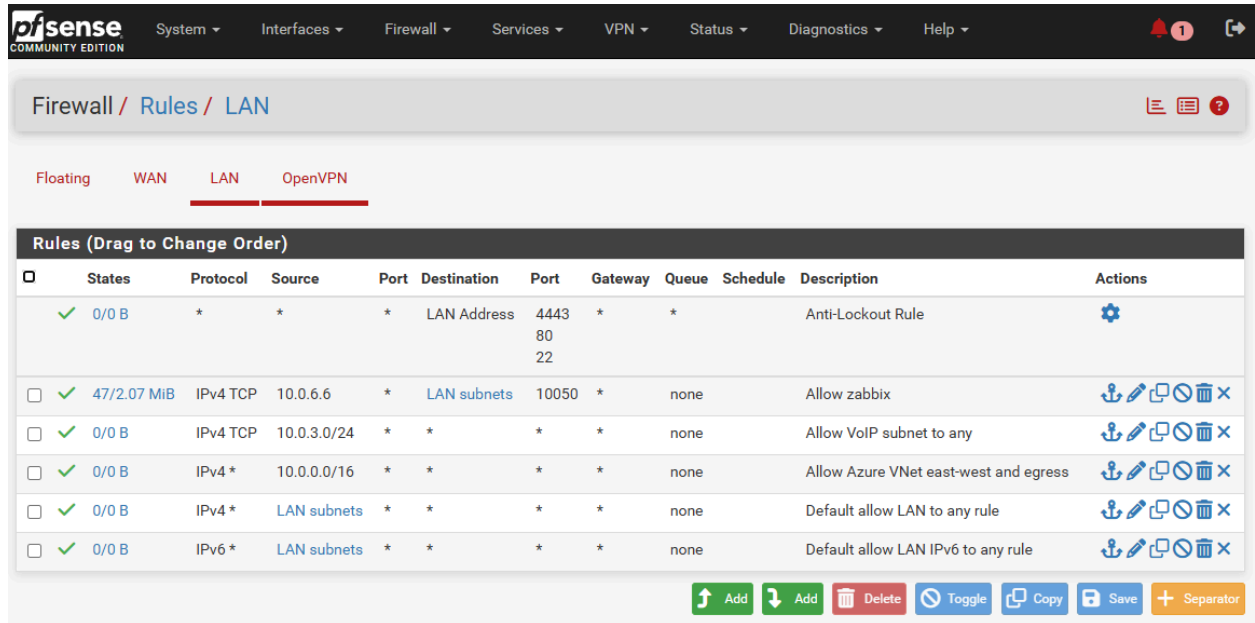 pfsense System Interfaces Firewall Services VPN Status Diagnostics Help 1
COMMUNITY EDITION
Firewall / Rules / LAN ?
Floating WAN LAN OpenVPN
Rules (Drag to Change Order)
States Protocol Source Port Destination Port Gateway Queue Schedule Description Actions
0/0 B * * * LAN Address 4443 * * Anti-Lockout Rule
80
22
47/2.07 MiB IPv4 TCP 10.0.6.6 * LAN subnets 10050 * none Allow zabbix
0/0 B IPv4 TCP 10.0.3.0/24 * * * * none Allow VoIP subnet to any
0/0 B IPv4 * 10.0.0.0/16 * * * * none Allow Azure VNet east-west and egress
0/0 B IPv4 * LAN subnets * * * * none Default allow LAN to any rule
0/0 B IPv6 * LAN subnets * * * * none Default allow LAN IPv6 to any rule
Add Add Delete Toggle Copy Save Separator